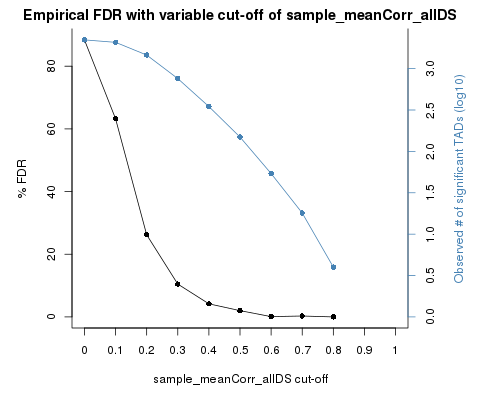 Empirical FDR with variable cut-off of sample_meanCorr_allDS
% FDR
0
20
40
60
80
0 0.1 0.2 0.3 0.4 0.5 0.6 0.7 0.8 0.9 1
sample_meanCorr_allDS cut-off
0.0
0.5
1.0
1.5
2.0
2.5
3.0
Observed # of significant TADs (log10)